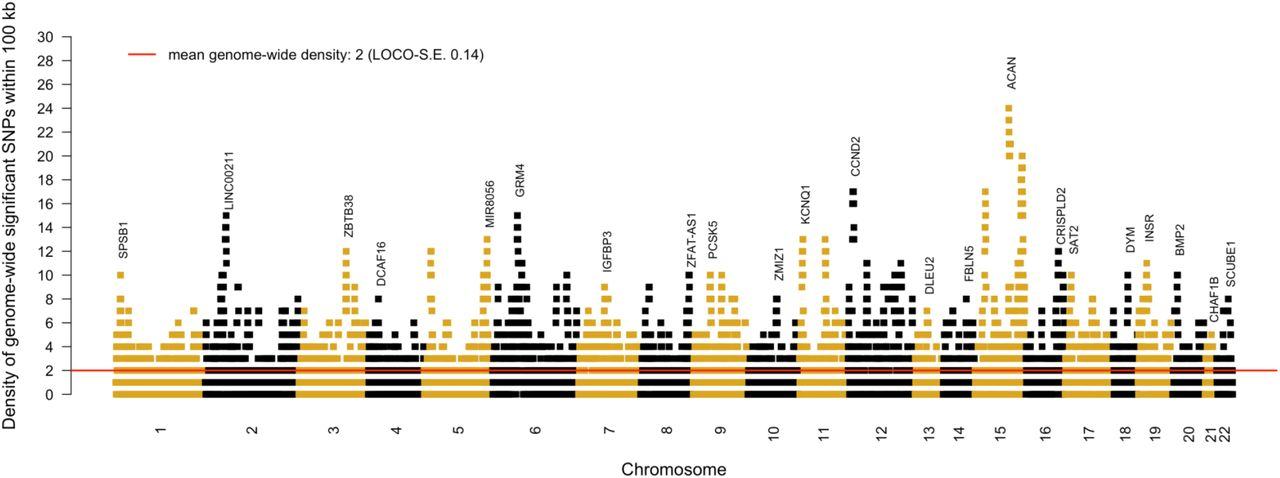 Density of genome-wide significant SNPs within 100 kb
30
28
26
24
22
20
18
16
14
12
10
8
6
4
2
0
mean genome-wide density: 2 (LOCO-S.E. 0.14)
SPSB1
LINC00211
ZBTB38
DCAF16
MIR8056
GRM4
IGFBP3
ZFAT-AS1
PCSK5
ZMIZ1
KCNQ1
CCND2
DLEU2
FBLN5
ACAN
CRISPLD2
SAT2
DYM
INSR
BMP2
CHAF1B
SCUBE1
1 2 3 4 5 6 7 8 9 10 11 12 13 14 15 16 17 18 19 20 21 22
Chromosome